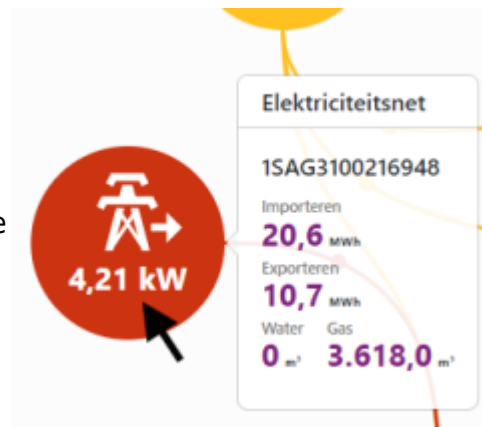 Elektriciteitsnet
1SAG3100216948
Importeren
20,6 MWh
Exporteren
10,7 MWh
Water Gas
0 m³ 3.618,0 m³
e
4,21 kW